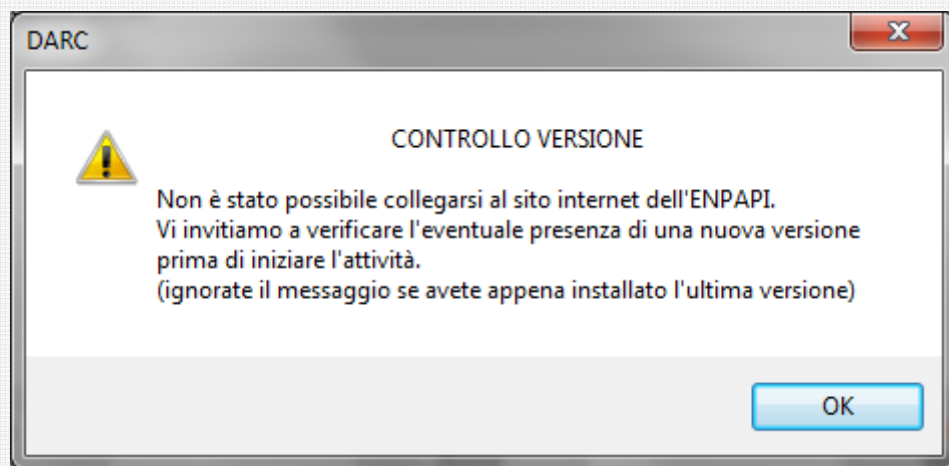 DARC
CONTROLLO VERSIONE
Non è stato possibile collegarsi al sito internet dell'ENPAPI.
Vi invitiamo a verificare l'eventuale presenza di una nuova versione
prima di iniziare l'attività.
(ignorate il messaggio se avete appena installato l'ultima versione)
OK